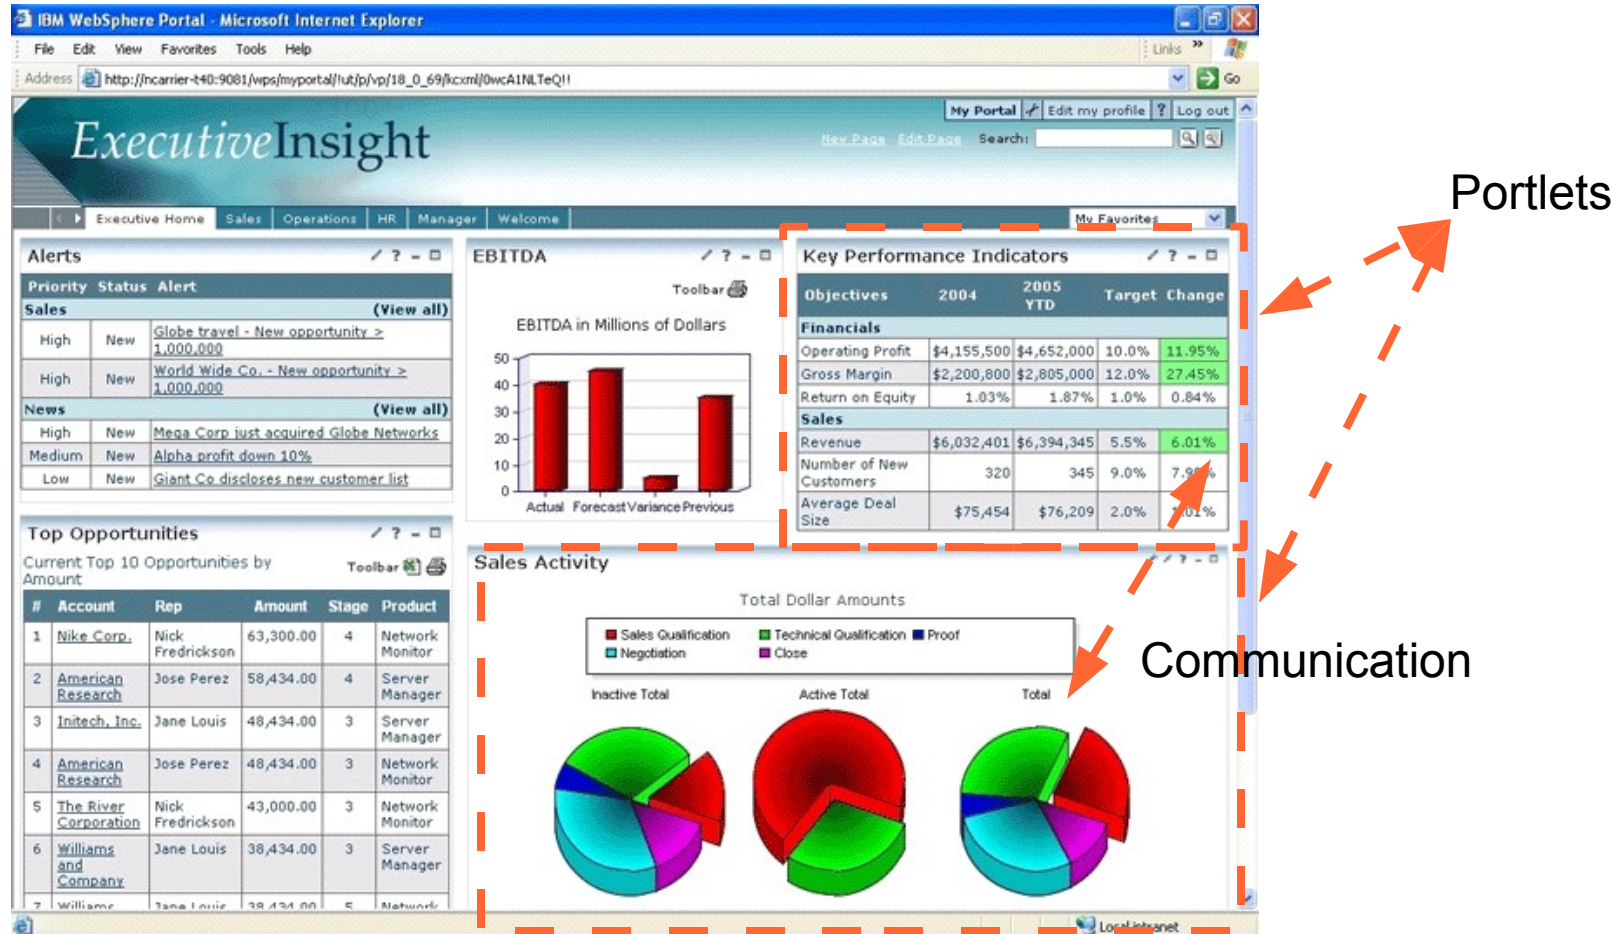 IBM WebSphere Portal - Microsoft Internet Explorer
File Edit View Favorites Tools Help Links »
Address http://ncarrier-t40:9081/wps/myportal/!ut/p/vp/18_0_69/kcxml/0wcA1NLTeQ!! Go
My Portal Edit my profile ? Log out
ExecutiveInsight
New Page Edit Page Search:
Executive Home Sales Operations HR Manager Welcome My Favorites
Portlets
Alerts
Priority Status Alert
Sales (View all)
High New Globe travel - New opportunity > 
1,000,000
High New World Wide Co. - New opportunity >
1,000,000
News (View all)
High New Mega Corp just acquired Globe Networks
Medium New Alpha profit down 10%
Low New Giant Co discloses new customer list
EBITDA
Toolbar
EBITDA in Millions of Dollars
50
40
30
20
10
0
Actual Forecast Variance Previous
Key Performance Indicators
Objectives 2004 2005 YTD Target Change
Financials
Operating Profit $4,155,500 $4,652,000 10.0% 11.95%
Gross Margin $2,200,800 $2,805,000 12.0% 27.45%
Return on Equity 1.03% 1.87% 1.0% 0.84%
Sales
Revenue $6,032,401 $6,394,345 5.5% 6.01%
Number of New
Customers 320 345 9.0%
Average Deal
Size $75,454 $76,209 2.0%
Top Opportunities
Current Top 10 Opportunities by
Amount
Toolbar
# Account Rep Amount Stage Product
1 Nike Corp. Nick Fredrickson 63,300.00 4 Network Monitor
2 American Research Jose Perez 58,434.00 4 Server Manager
3 Initech, Inc. Jane Louis 48,434.00 3 Server Manager
4 American Research Jose Perez 48,434.00 3 Network Monitor
5 The River Corporation Nick Fredrickson 43,000.00 3 Network Monitor
6 Williams and Company Jane Louis 38,434.00 3 Server Manager
7 Williams Jane Louis 38,434.00 5 Network
Sales Activity
Total Dollar Amounts
Sales Qualification Technical Qualification Proof
Negotiation Close
Inactive Total Active Total Total
Communication
Local intranet